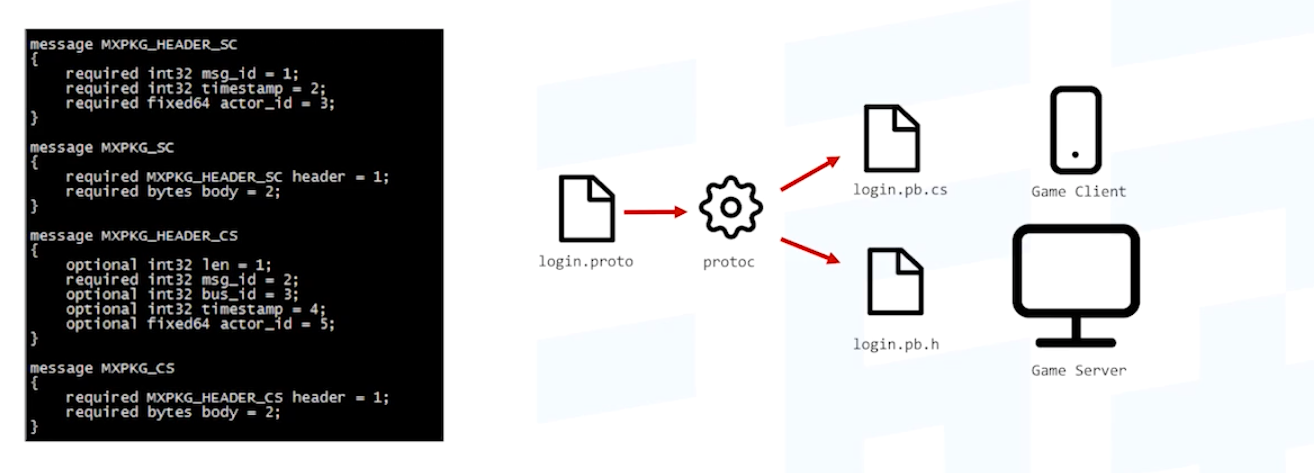 message MXPKG_HEADER_SC
{
    required int32 msg_id = 1;
    required int32 timestamp = 2;
    required fixed64 actor_id = 3;
}
message MXPKG_SC
{
    required MXPKG_HEADER_SC header = 1;
    required bytes body = 2;
}
message MXPKG_HEADER_CS
{
    optional int32 len = 1;
    required int32 msg_id = 2;
    optional int32 bus_id = 3;
    optional int32 timestamp = 4;
    optional fixed64 actor_id = 5;
}
message MXPKG_CS
{
    required MXPKG_HEADER_CS header = 1;
    required bytes body = 2;
}
login.proto
protoc
login.pb.cs
Game Client
login.pb.h
Game Server